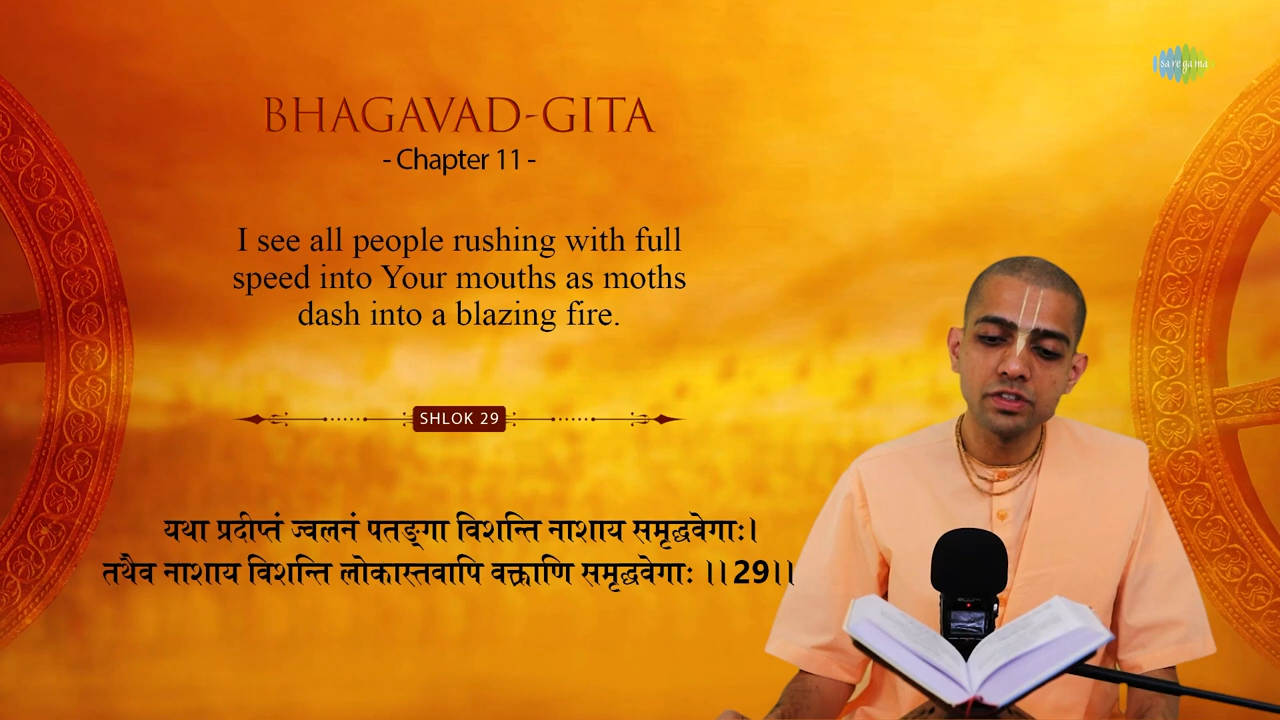 saregama
BHAGAVAD-GITA
- Chapter 11 -
I see all people rushing with full
speed into Your mouths as moths
dash into a blazing fire.
SHLOK 29
यथा प्रदीप्तं ज्वलनं पतङ्गा विशन्ति नाशाय समृद्धवेगाः।
तथैव नाशाय विशन्ति लोकास्तवापि वक्त्राणि समृद्धवेगाः ।।29।।